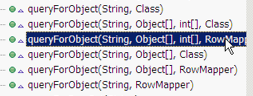 queryForObject(String, Class)
queryForObject(String, Object[], int[], Class)
queryForObject(String, Object[], int[], RowMapp
queryForObject(String, Object[], Class)
queryForObject(String, Object[], RowMapper)
queryForObject(String, RowMapper)